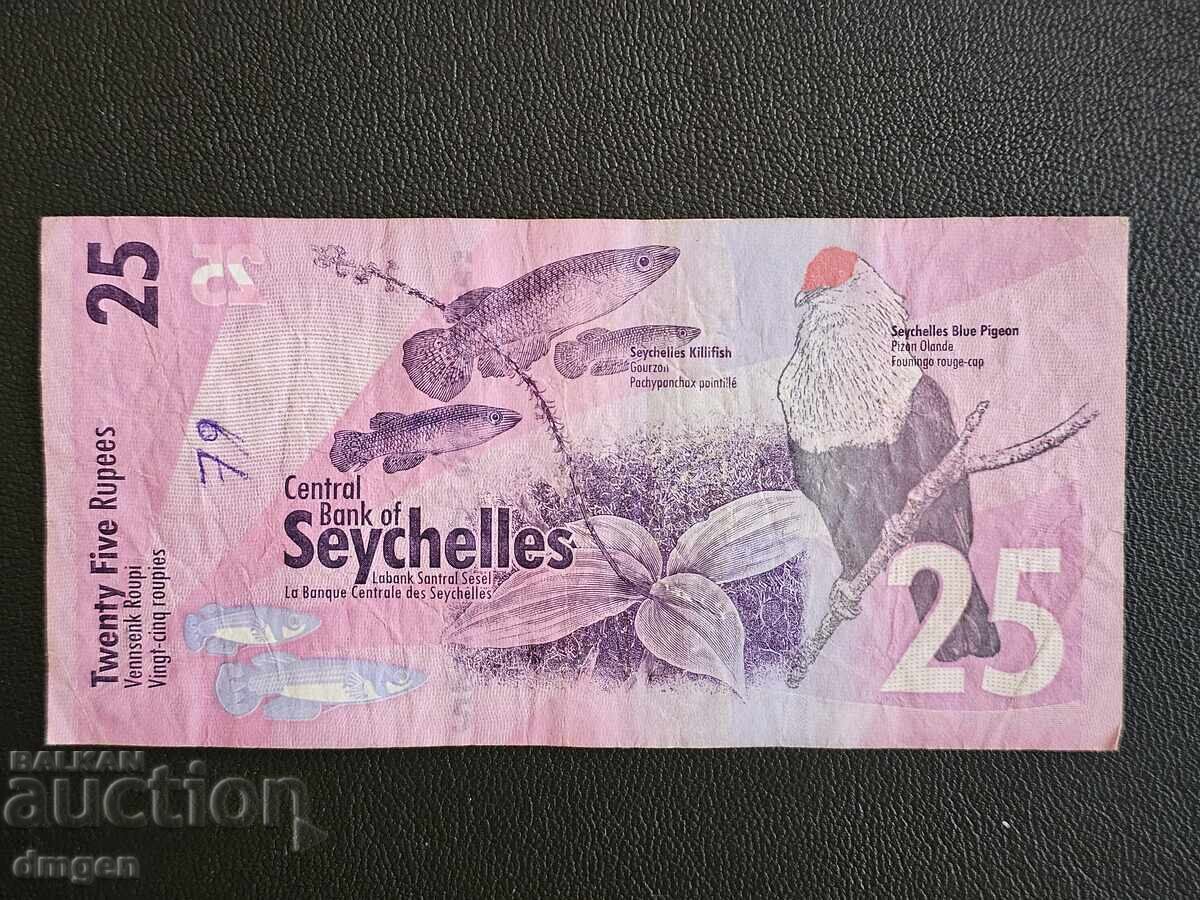 25
25
Twenty Five Rupees
Vennsenk Roupi
Vingt-cinq roupies
79
Seychelles Killifish
Gourzon
Pachypanchax pointillé
Seychelles Blue Pigeon
Pizon Olande
Founingo rouge-cap
Central
Bank of
Seychelles
Labank Santral Sesel
La Banque Centrale des Seychelles
25
BALKAN
auction
dmgen